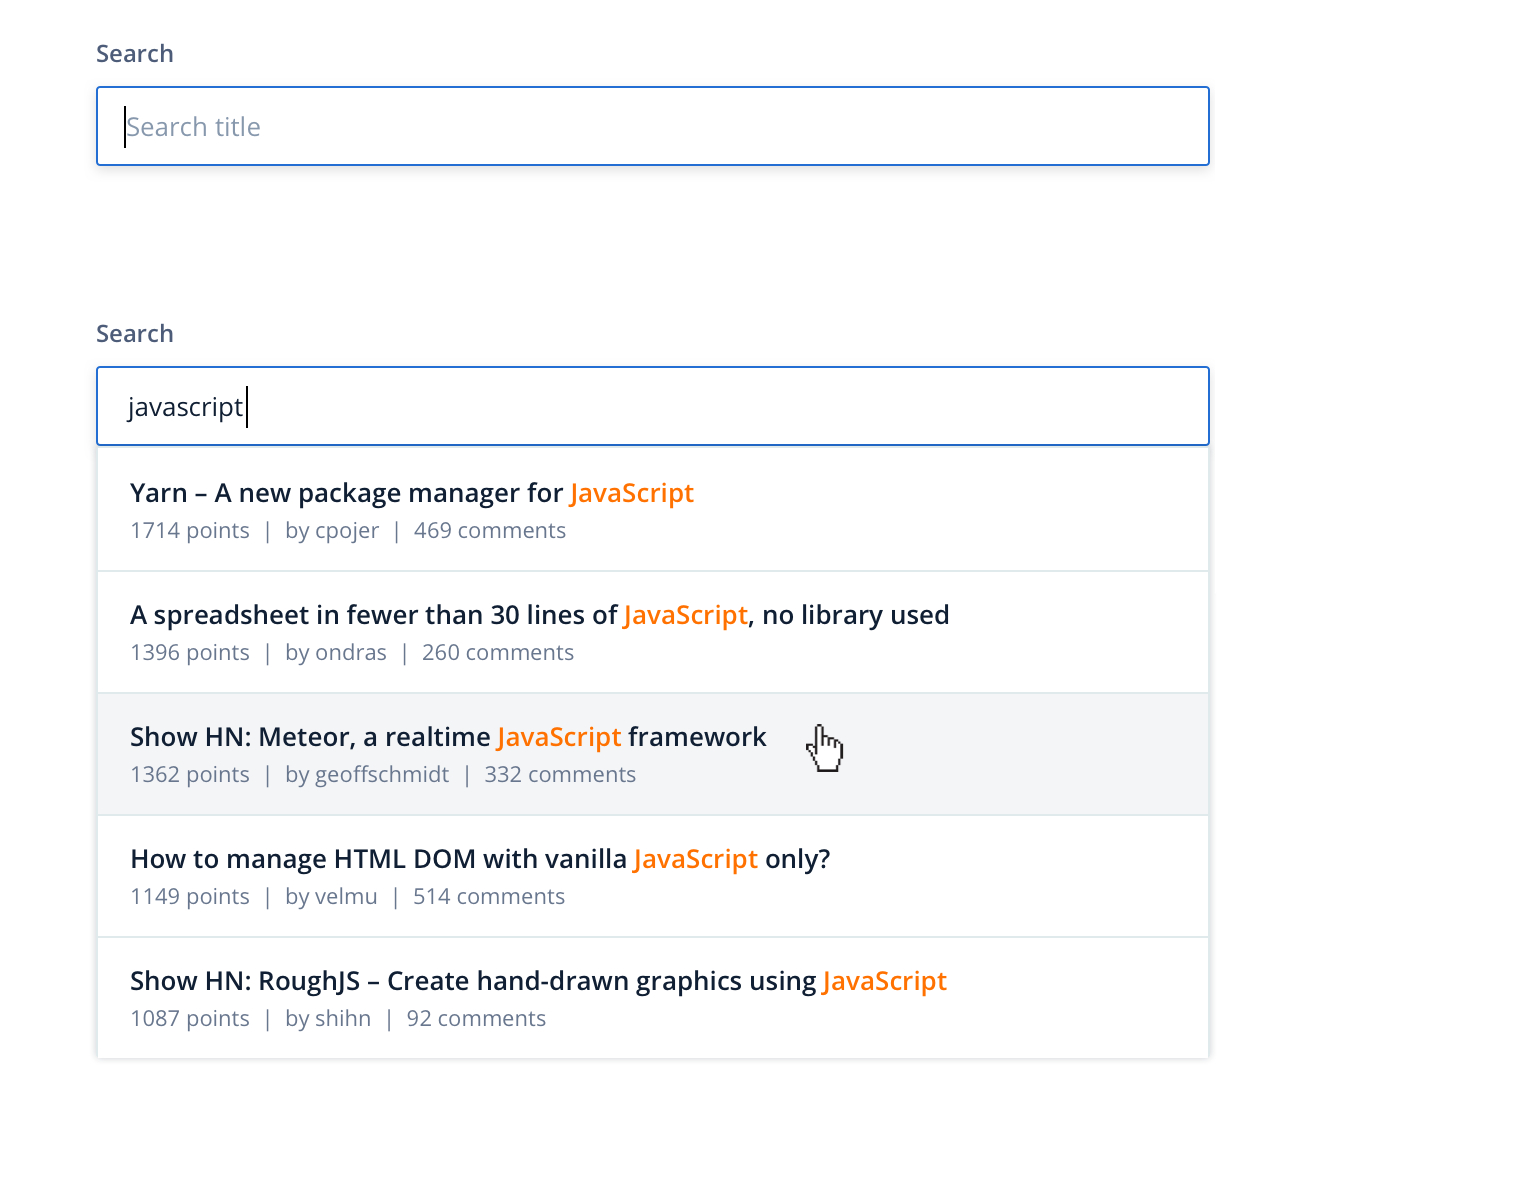 Search
Search title
Search
javascript
Yarn – A new package manager for JavaScript
1714 points | by cpojer | 469 comments
A spreadsheet in fewer than 30 lines of JavaScript, no library used
1396 points | by ondras | 260 comments
Show HN: Meteor, a realtime JavaScript framework
1362 points | by geoffschmidt | 332 comments
How to manage HTML DOM with vanilla JavaScript only?
1149 points | by velmu | 514 comments
Show HN: RoughJS – Create hand-drawn graphics using JavaScript
1087 points | by shihn | 92 comments